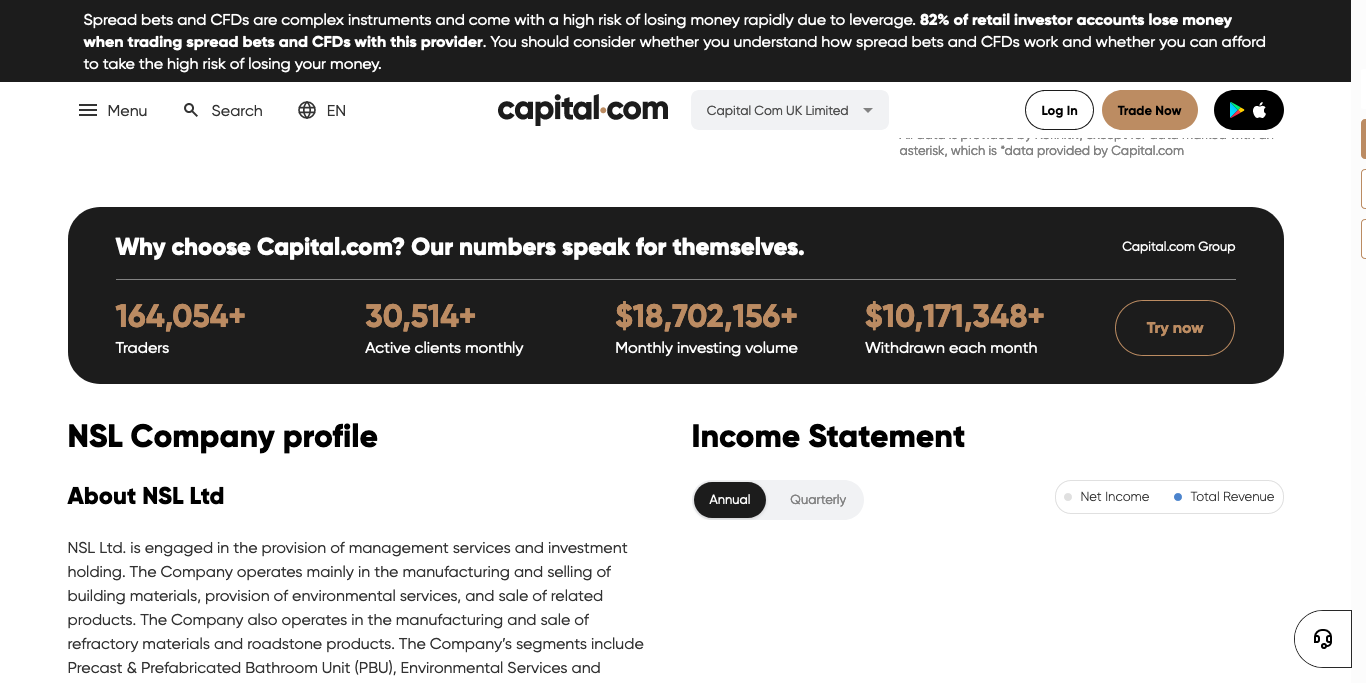 Spread bets and CFDs are complex instruments and come with a high risk of losing money rapidly due to leverage. 82% of retail investor accounts lose money
when trading spread bets and CFDs with this provider. You should consider whether you understand how spread bets and CFDs work and whether you can afford
to take the high risk of losing your money.
Menu
Search
EN
capital.com
Capital Com UK Limited
Log In
Trade Now
asterisk, which is *data provided by Capital.com
Why choose Capital.com? Our numbers speak for themselves.
Capital.com Group
164,054+
Traders
30,514+
Active clients monthly
$18,702,156+
Monthly investing volume
$10,171,348+
Withdrawn each month
Try now
NSL Company profile
About NSL Ltd
NSL Ltd. is engaged in the provision of management services and investment
holding. The Company operates mainly in the manufacturing and selling of
building materials, provision of environmental services, and sale of related
products. The Company also operates in the manufacturing and sale of
refractory materials and roadstone products. The Company's segments include
Precast & Prefabricated Bathroom Unit (PBU), Environmental Services and
Income Statement
Annual
Quarterly
Net Income
Total Revenue